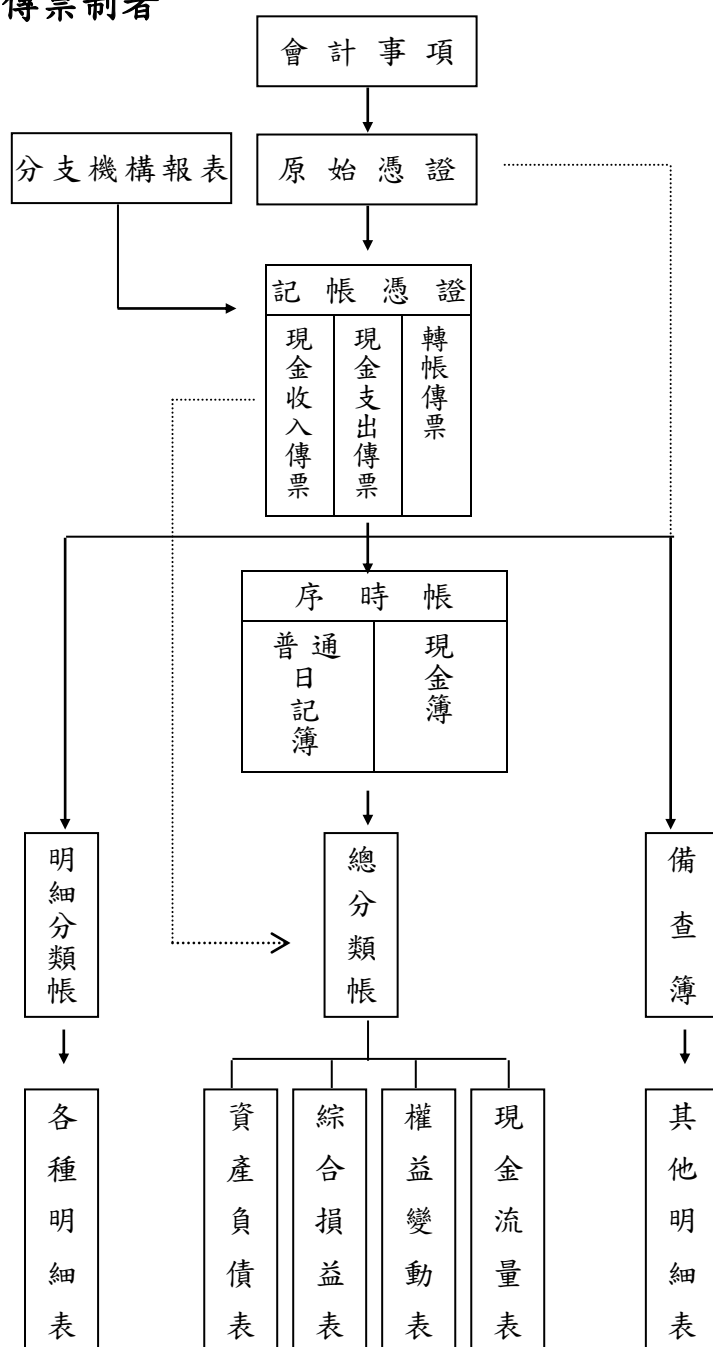 傳票制者
會計事項
分支機構報表
原始憑證
記帳憑證
現金收入傳票
現金支出傳票
轉帳傳票
序時帳
普通日記簿
現金簿
明細分類帳
總分類帳
備查簿
各種明細表
資產負債表
綜合損益表
權益變動表
現金流量表
其他明細表